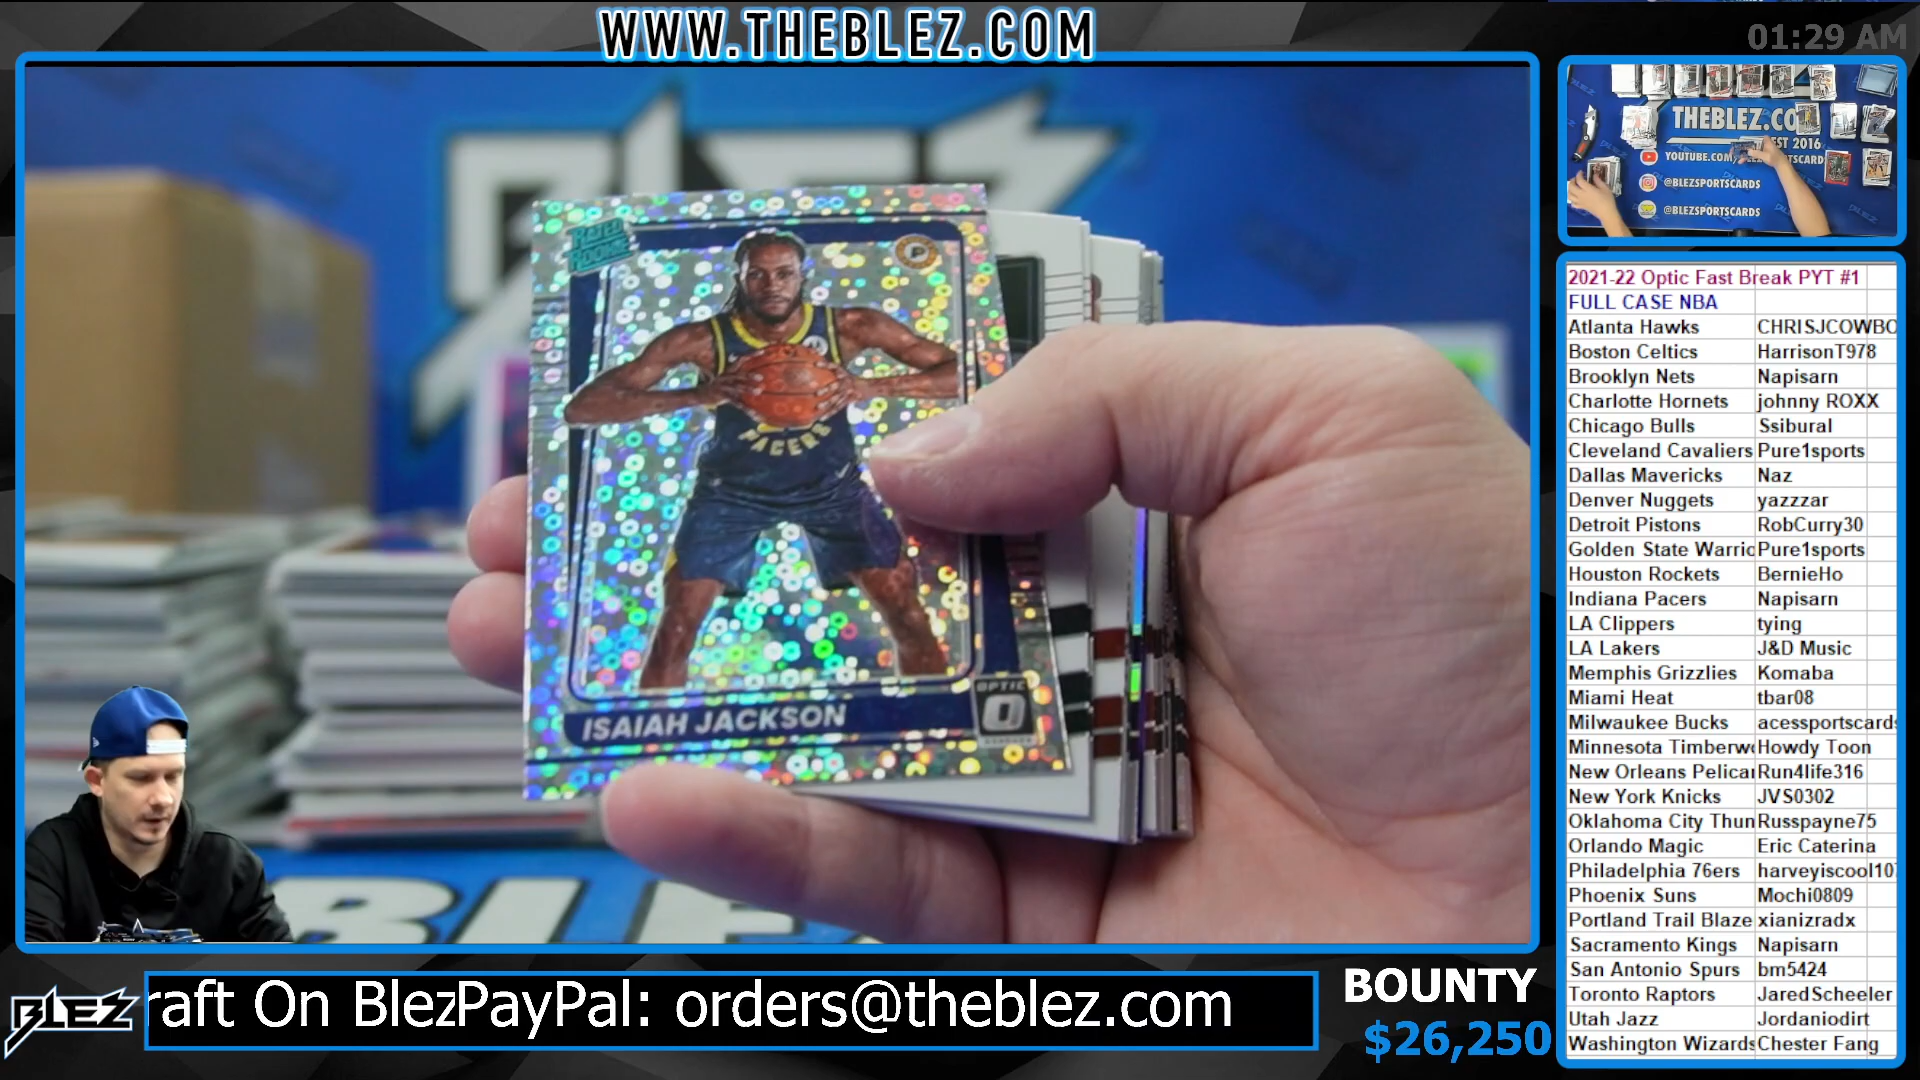 WWW.THEBLEZ.COM
01:29 AM
THEBLEZ.CO
EST 2016
YOUTUBE.COM
TSCARD
@BLEZSPORTSCARDS
@BLEZSPORTSCARDS
BLEZ
RATED
ROOKIE
P
PACERS
ISAIAH JACKSON
OPTIC
2021-22 Optic Fast Break PYT #1
FULL CASE NBA
Atlanta Hawks CHRISJCOWBO
Boston Celtics HarrisonT978
Brooklyn Nets Napisarn
Charlotte Hornets johnny ROXX
Chicago Bulls Ssibural
Cleveland Cavaliers Pure1sports
Dallas Mavericks Naz
Denver Nuggets yazzzar
Detroit Pistons RobCurry30
Golden State Warric Pure1sports
Houston Rockets BernieHo
Indiana Pacers Napisarn
LA Clippers tying
LA Lakers J&D Music
Memphis Grizzlies Komaba
Miami Heat tbar08
Milwaukee Bucks acessportscards
Minnesota Timberw Howdy Toon
New Orleans Pelica Run4life316
New York Knicks JVS0302
Oklahoma City Thun Russpayne75
Orlando Magic Eric Caterina
Philadelphia 76ers harveyiscool10
Phoenix Suns Mochi0809
Portland Trail Blaze xianizradx
Sacramento Kings Napisarn
San Antonio Spurs bm5424
Toronto Raptors JaredScheeler
Utah Jazz Jordaniodirt
Washington Wizards Chester Fang
BLEZ
raft On BlezPayPal: orders@theblez.com
BOUNTY
$26,250